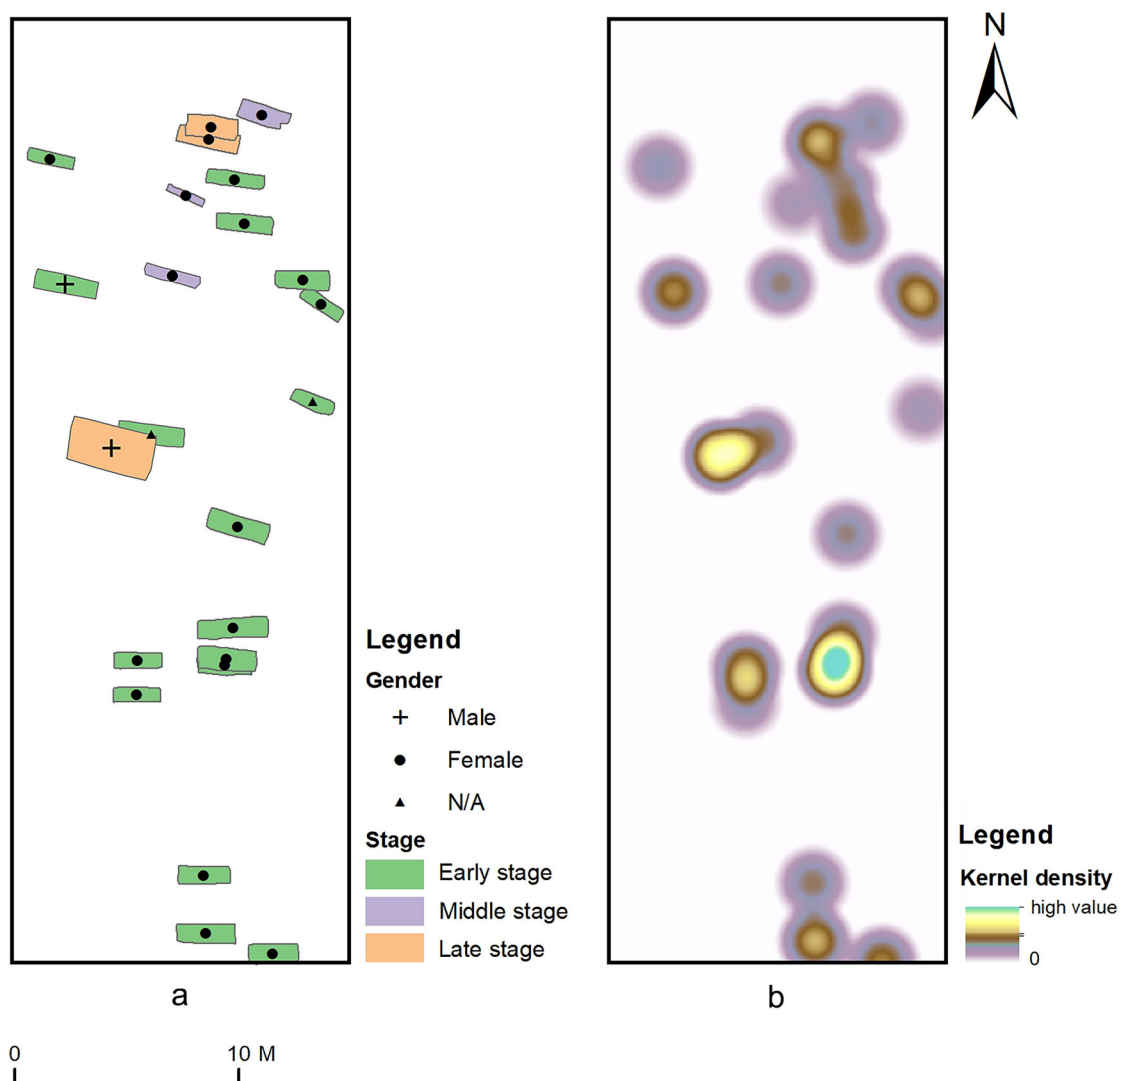 N
Legend
Gender
Male
Female
N/A
Stage
Early stage
Middle stage
Late stage
Legend
Kernel density
high value
0
a
b
0
10 M